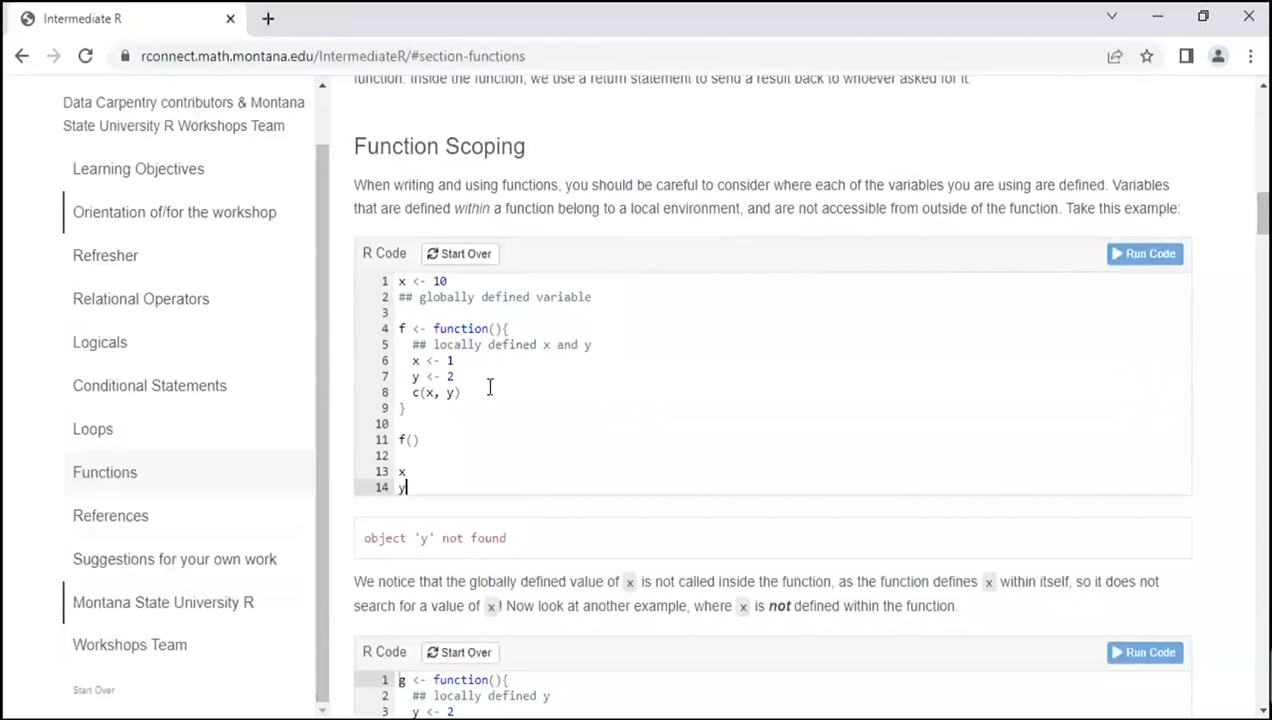 Intermediate R
rconnect.math.montana.edu/IntermediateR/#section-functions
Data Carpentry contributors & Montana
State University R Workshops Team
Learning Objectives
Orientation of/for the workshop
Refresher
Relational Operators
Logicals
Conditional Statements
Loops
Functions
References
Suggestions for your own work
Montana State University R
Workshops Team
Start Over
function. Inside the function, we use a return statement to send a result back to whoever asked for it.
Function Scoping
When writing and using functions, you should be careful to consider where each of the variables you are using are defined. Variables
that are defined within a function belong to a local environment, and are not accessible from outside of the function. Take this example:
R Code Start Over Run Code
1 x <- 10
2 ## globally defined variable
3
4 f <- function(){
5 ## locally defined x and y
6 x <- 1
7 y <- 2
8 c(x, y)
9 }
10
11 f()
12
13 x
14 y
object 'y' not found
We notice that the globally defined value of x is not called inside the function, as the function defines x within itself, so it does not
search for a value of x! Now look at another example, where x is not defined within the function.
R Code Start Over Run Code
1 g <- function(){
2 ## locally defined y
3 y <- 2